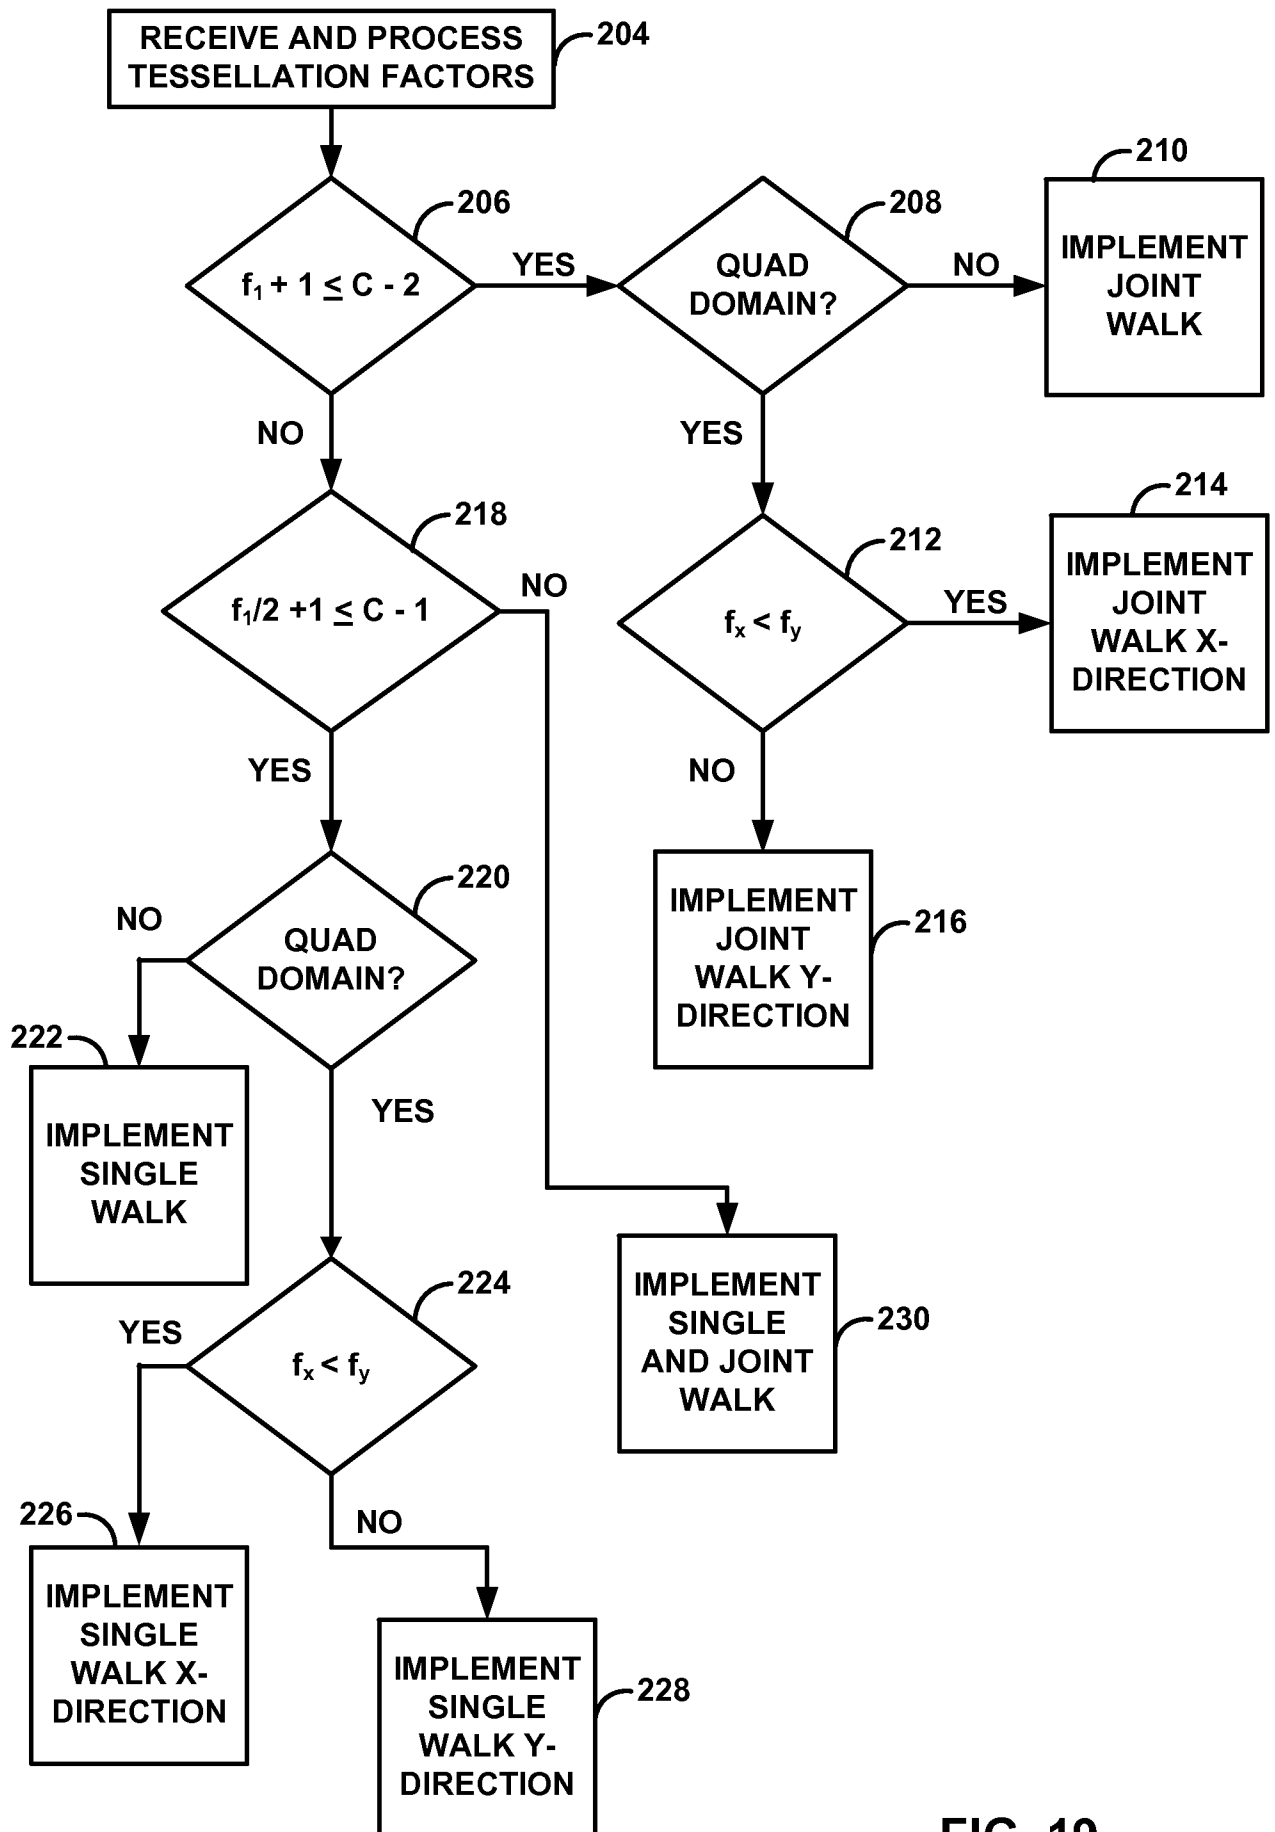 RECEIVE AND PROCESS
TESSELLATION FACTORS
204
210
206
208
IMPLEMENT
JOINT
WALK
f1 + 1 ≤ C - 2
YES
QUAD
DOMAIN?
NO
NO
YES
218
214
212
f1/2 +1 ≤ C - 1
NO
fx < fy
YES
IMPLEMENT
JOINT
WALK X-
DIRECTION
YES
NO
220
QUAD
DOMAIN?
NO
IMPLEMENT
JOINT
WALK Y-
DIRECTION
216
222
IMPLEMENT
SINGLE
WALK
YES
224
YES
fx < fy
IMPLEMENT
SINGLE
AND JOINT
WALK
230
226
NO
IMPLEMENT
SINGLE
WALK X-
DIRECTION
IMPLEMENT
SINGLE
WALK Y-
DIRECTION
228
FIG. 19